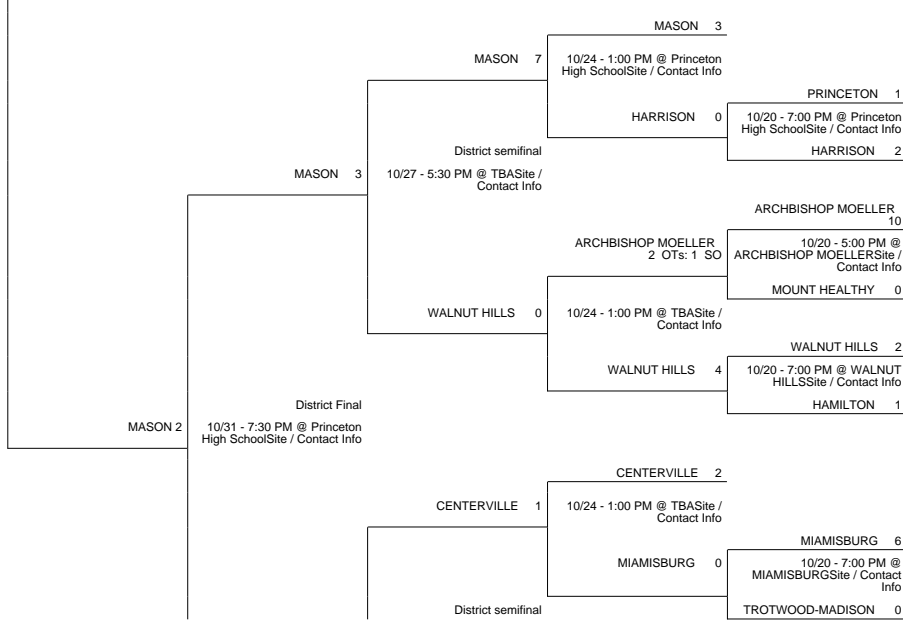 MASON 3
MASON 7
10/24 - 1:00 PM @ Princeton
High SchoolSite / Contact Info
PRINCETON 1
HARRISON 0
10/20 - 7:00 PM @ Princeton
High SchoolSite / Contact Info
District semifinal
HARRISON 2
MASON 3
10/27 - 5:30 PM @ TBASite /
Contact Info
ARCHBISHOP MOELLER
10
ARCHBISHOP MOELLER
2 OTs: 1 SO
10/20 - 5:00 PM @
ARCHBISHOP MOELLERSite /
Contact Info
MOUNT HEALTHY 0
WALNUT HILLS 0
10/24 - 1:00 PM @ TBASite /
Contact Info
WALNUT HILLS 2
WALNUT HILLS 4
10/20 - 7:00 PM @ WALNUT
HILLSSite / Contact Info
District Final
HAMILTON 1
MASON 2
10/31 - 7:30 PM @ Princeton
High SchoolSite / Contact Info
CENTERVILLE 2
CENTERVILLE 1
10/24 - 1:00 PM @ TBASite /
Contact Info
MIAMISBURG 6
MIAMISBURG 0
10/20 - 7:00 PM @
MIAMISBURGSite / Contact
Info
District semifinal
TROTWOOD-MADISON 0